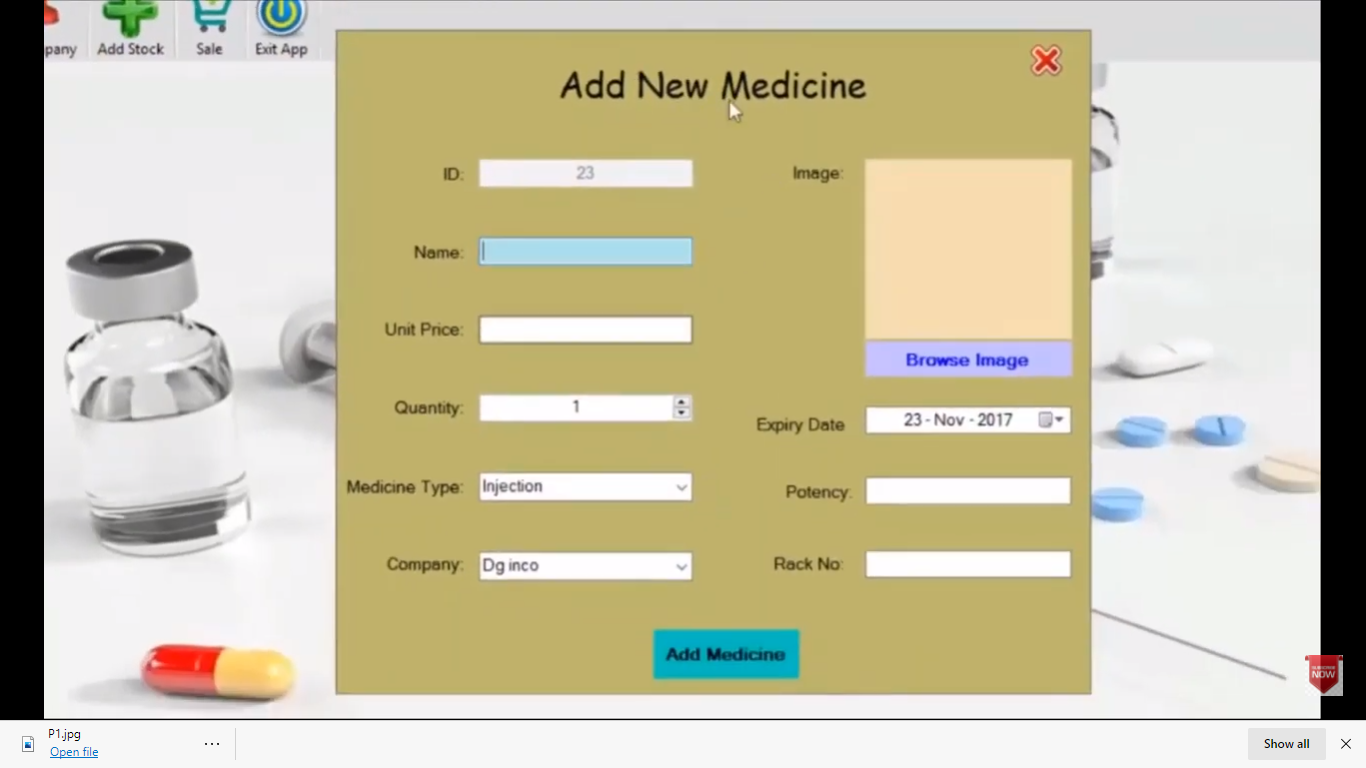 pany
Add Stock
Sale
Exit App
Add New Medicine
ID:
23
Image:
Name:
Unit Price:
Browse Image
Quantity:
1
Expiry Date
23 - Nov - 2017
Medicine Type:
Injection
Potency:
Company:
Dg inco
Rack No:
Add Medicine
SUBSCRIBE
NOW
P1.jpg
Open file
...
Show all